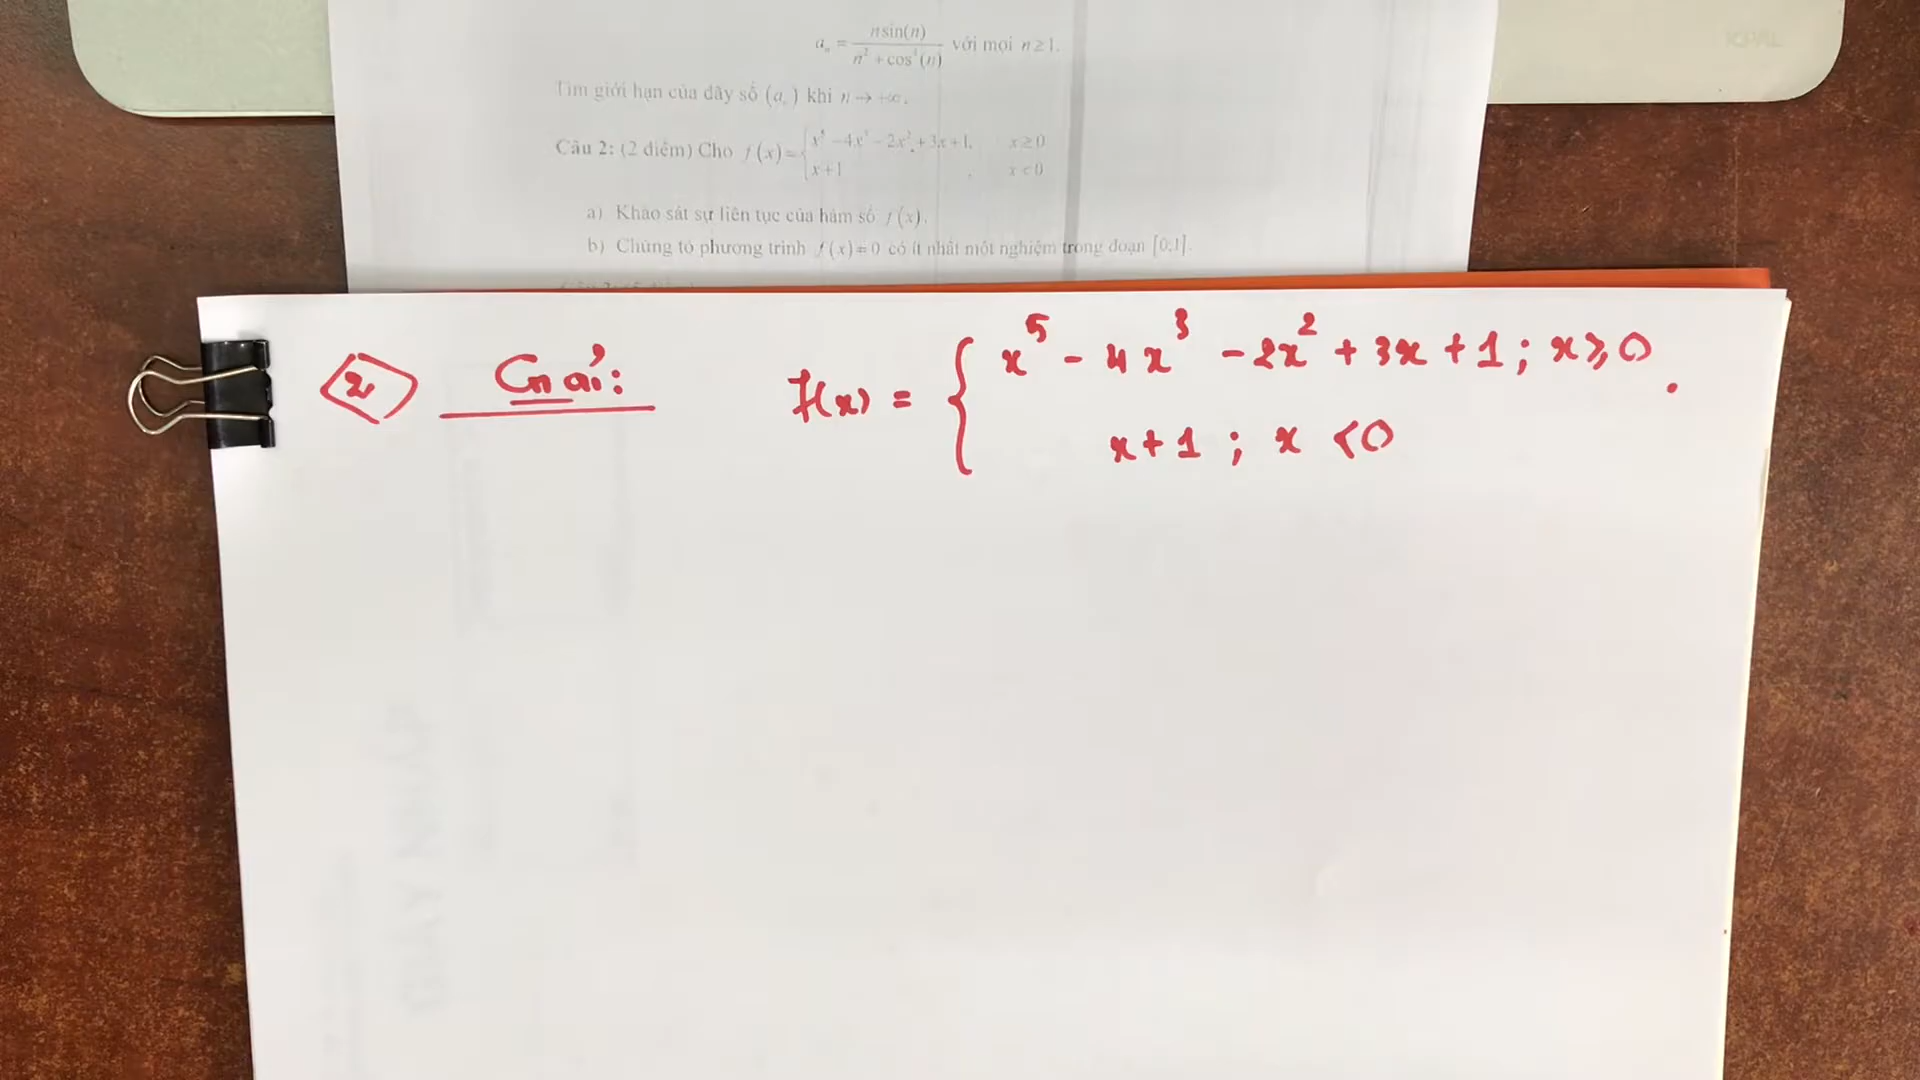 aₙ = n sin(n) / n² + cos²(n) với mọi n ≥ 1.
Tìm giới hạn của dãy số (aₙ) khi n → +∞.
Câu 2: (2 điểm) Cho f(x) = { x⁵ − 4x³ − 2x² + 3x + 1, x ≥ 0
x + 1 , x < 0
a) Khảo sát sự liên tục của hàm số f(x).
b) Chứng tỏ phương trình f(x) = 0 có ít nhất một nghiệm trong đoạn [0;1].
2 Giải: f(x) = { x⁵ - 4x³ - 2x² + 3x + 1 ; x ⩾ 0 .
x + 1 ; x < 0